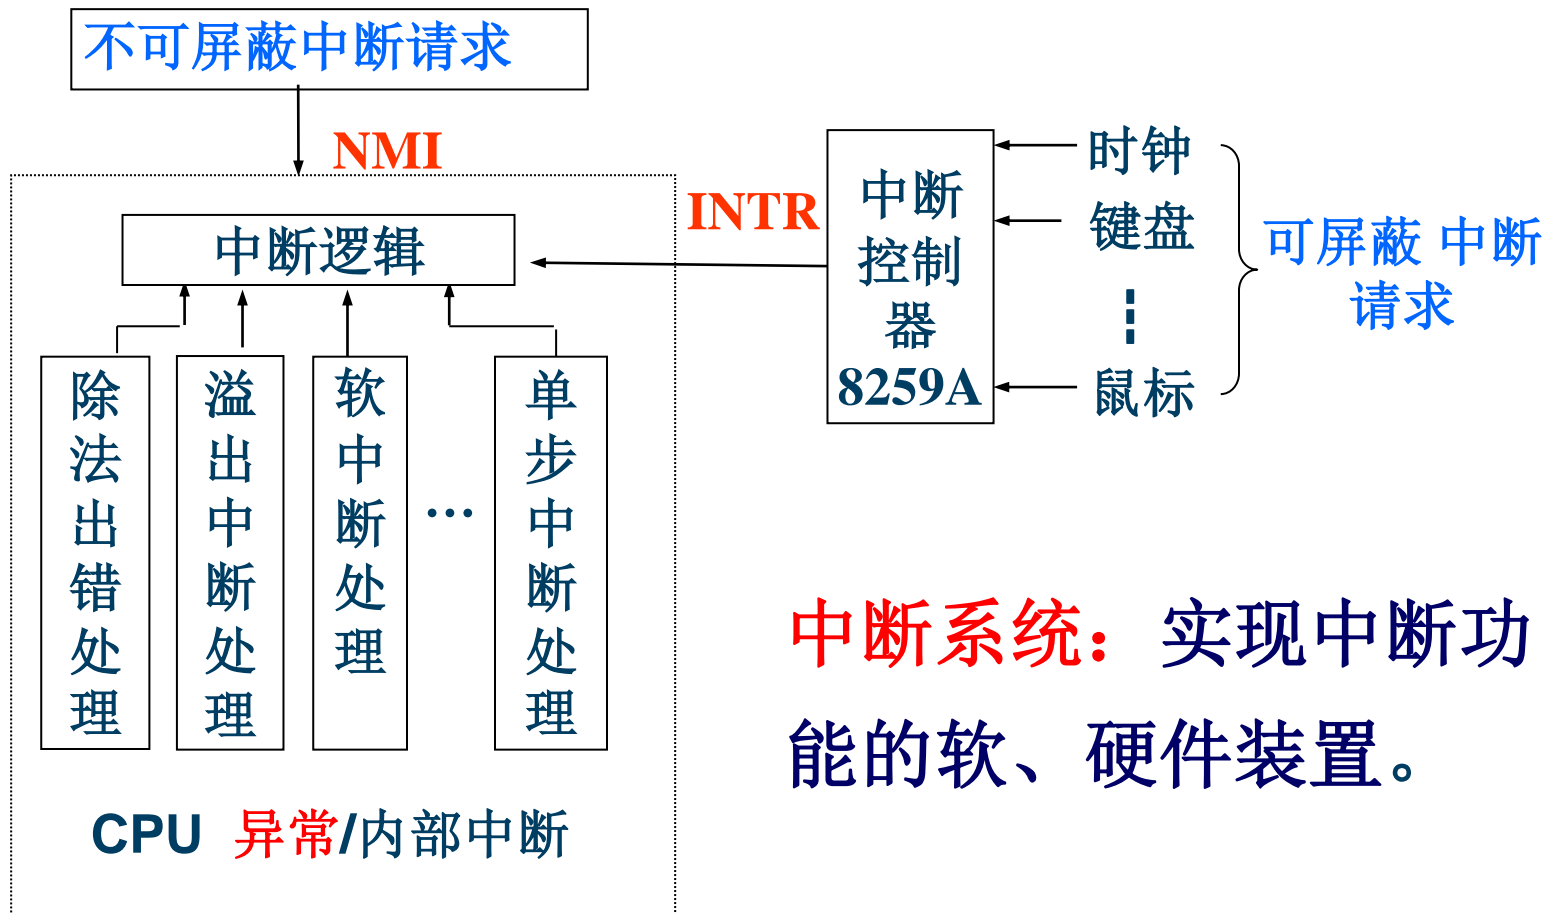 不可屏蔽中断请求
NMI
中断逻辑
INTR
中断
控制
器
8259A
时钟
键盘
鼠标
可屏蔽 中断
请求
除法出错处理
溢出中断处理
软中断处理
…
单步中断处理
CPU 异常/内部中断
中断系统：实现中断功
能的软、硬件装置。